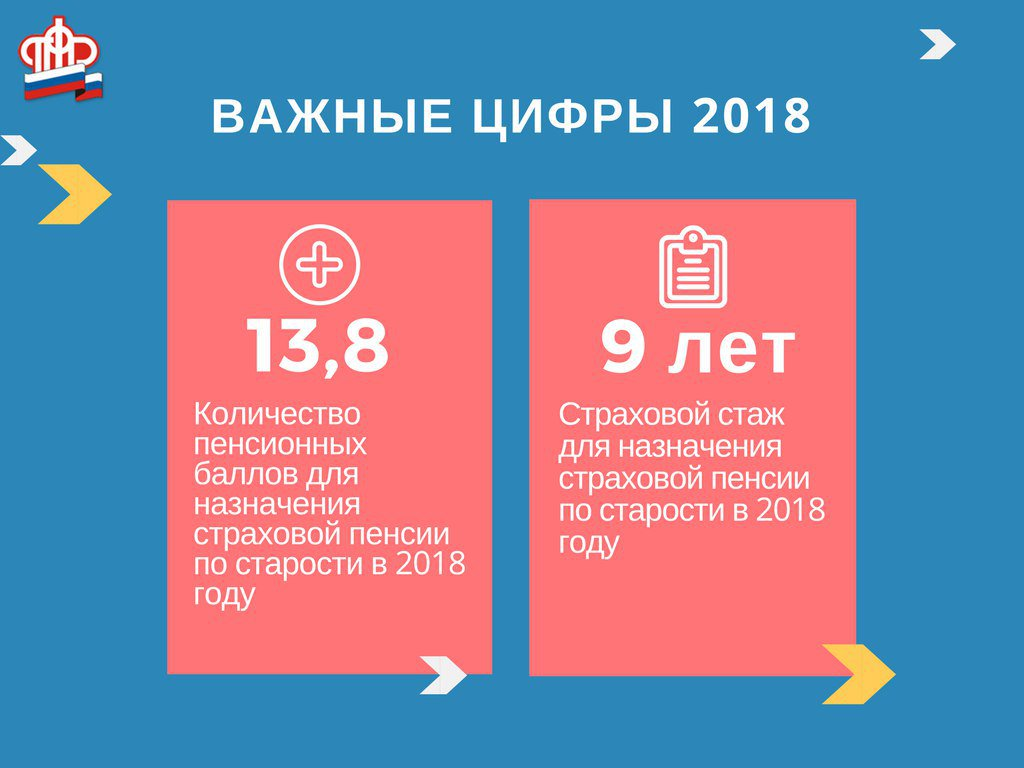 ВАЖНЫЕ ЦИФРЫ 2018
13,8
Количество
пенсионных
баллов для
назначения
страховой пенсии
по старости в 2018
году
9 лет
Страховой стаж
для назначения
страховой пенсии
по старости в 2018
году